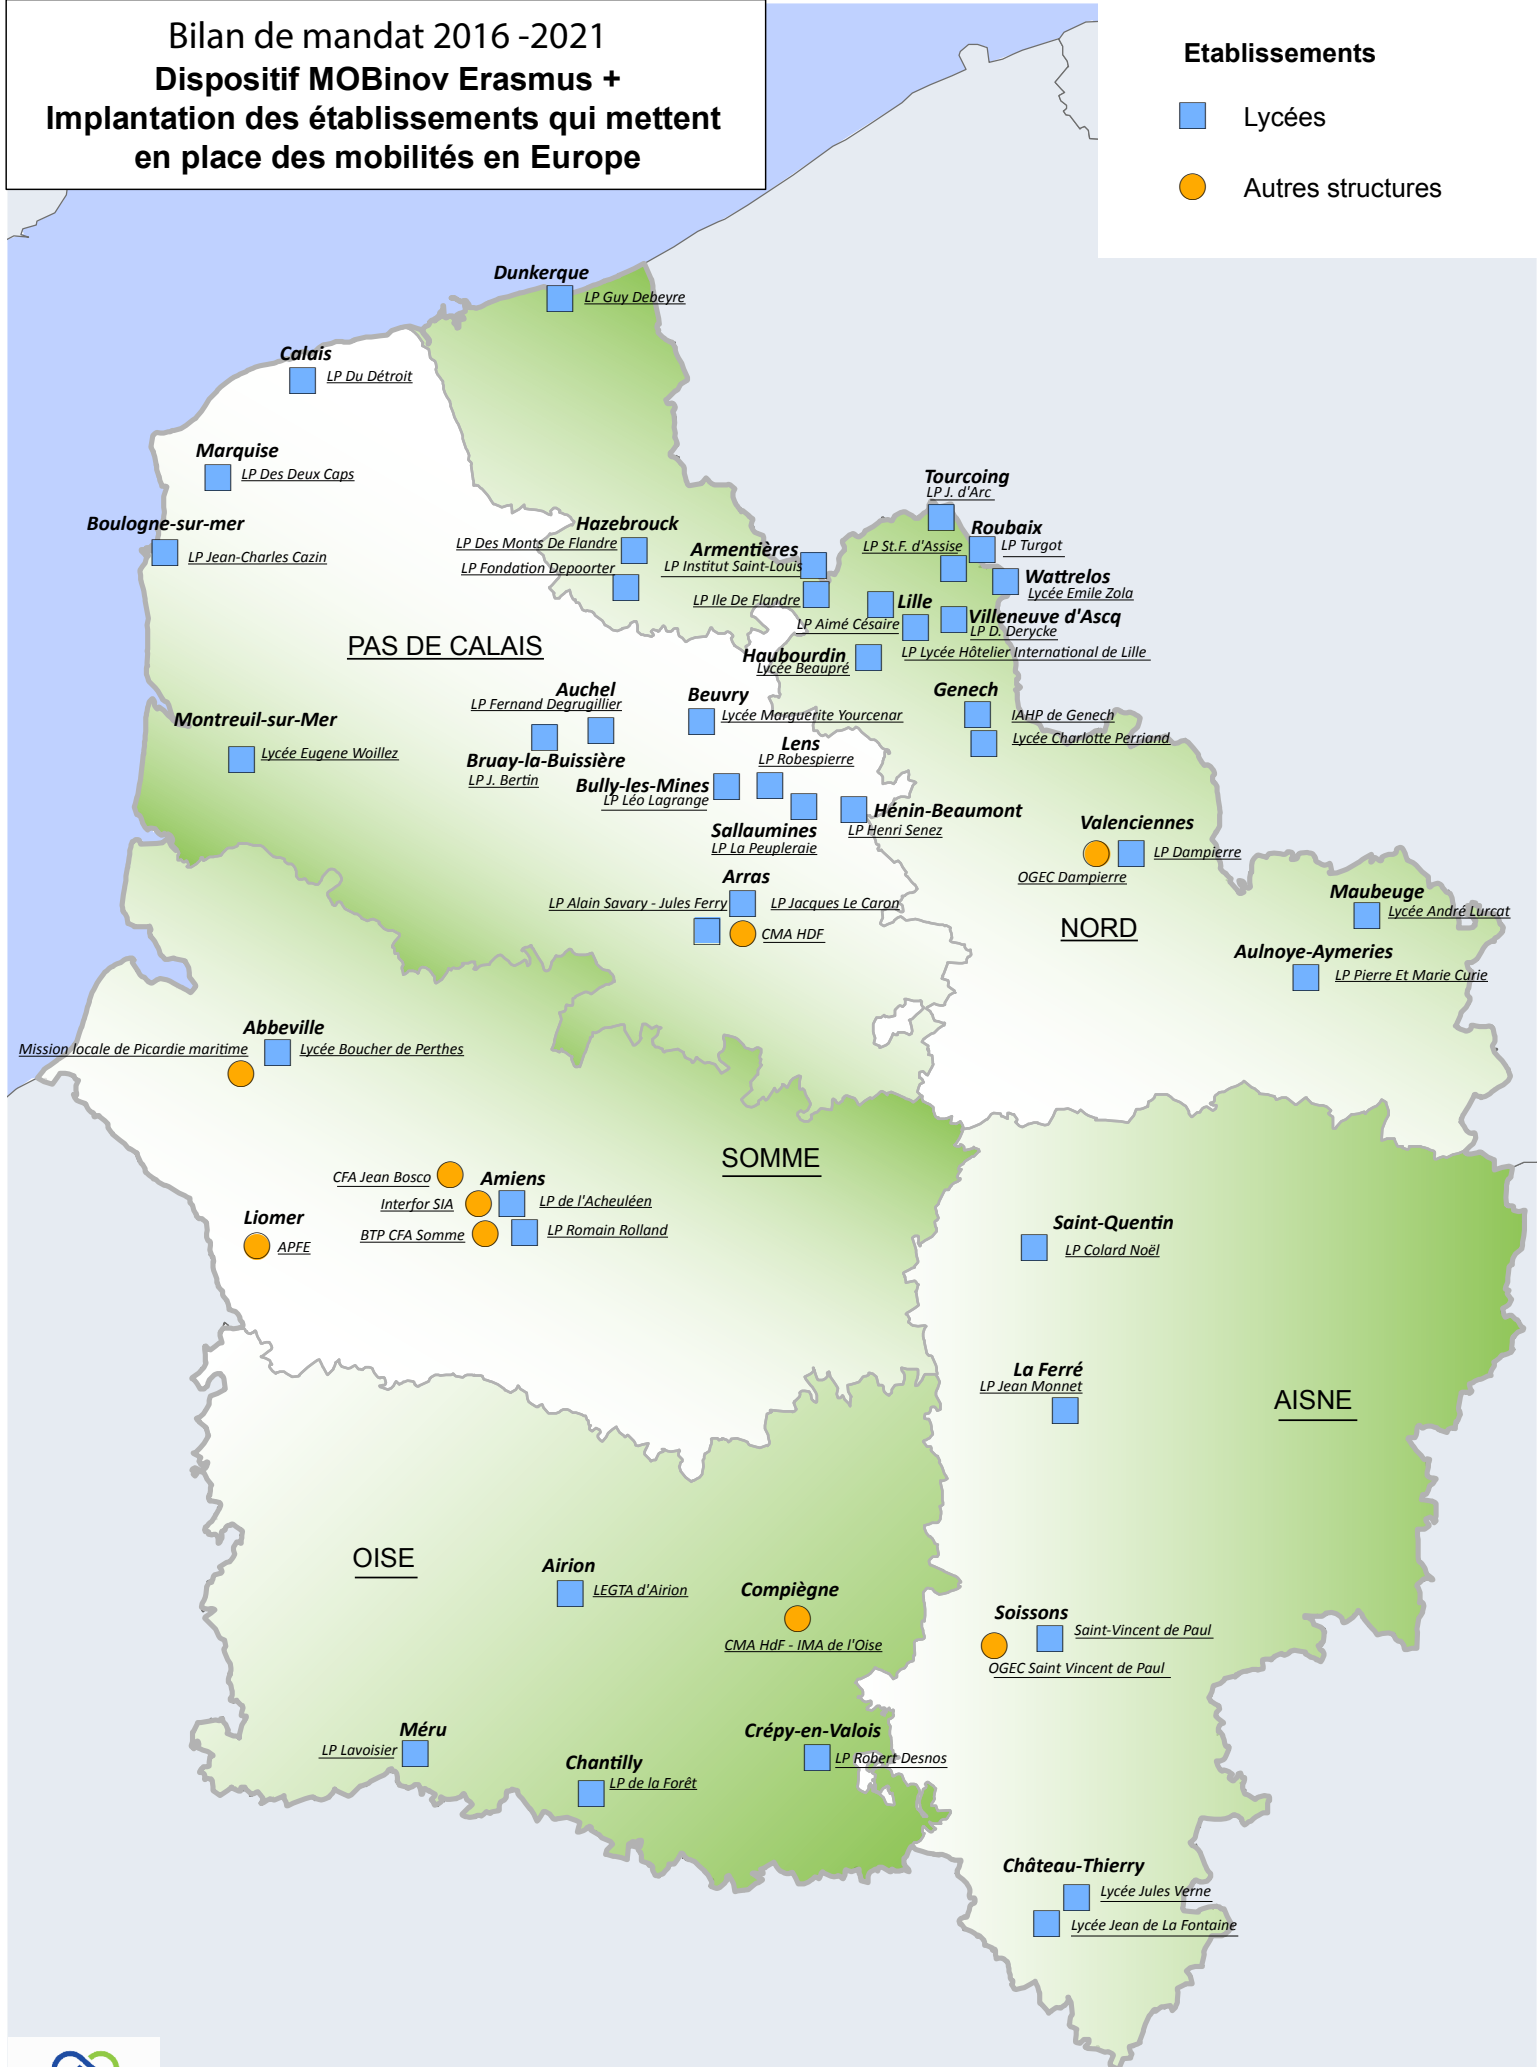 Bilan de mandat 2016 -2021
Dispositif MOBinov Erasmus +
Implantation des établissements qui mettent
en place des mobilités en Europe
Etablissements
Lycées
Autres structures
Dunkerque
LP Guy Debeyre
Calais
LP Du Détroit
Marquise
LP Des Deux Caps
Boulogne-sur-mer
LP Jean-Charles Cazin
Hazebrouck
LP Des Monts De Flandre
LP Fondation Depoorter
Armentières
LP Institut Saint-Louis
LP Ile De Flandre
Tourcoing
LP J. d'Arc
Roubaix
LP St.F. d'Assise
LP Turgot
Wattrelos
Lycée Emile Zola
Lille
LP Aimé Césaire
Villeneuve d'Ascq
LP D. Derycke
LP Lycée Hôtelier International de Lille
Haubourdin
Lycée Beaupré
PAS DE CALAIS
Genech
IAHP de Genech
Lycée Charlotte Perriand
Auchel
LP Fernand Degrugillier
Beuvry
Lycée Marguerite Yourcenar
Montreuil-sur-Mer
Lycée Eugene Woillez
Bruay-la-Buissière
LP J. Bertin
Lens
LP Robespierre
Bully-les-Mines
LP Léo Lagrange
Hénin-Beaumont
LP Henri Senez
Sallaumines
LP La Peupleraie
Valenciennes
LP Dampierre
OGEC Dampierre
Arras
LP Alain Savary - Jules Ferry
LP Jacques Le Caron
CMA HDF
Maubeuge
Lycée André Lurcat
NORD
Aulnoye-Aymeries
LP Pierre Et Marie Curie
Abbeville
Mission locale de Picardie maritime
Lycée Boucher de Perthes
SOMME
CFA Jean Bosco
Amiens
Interfor SIA
LP de l'Acheuléen
BTP CFA Somme
LP Romain Rolland
Liomer
APFE
Saint-Quentin
LP Colard Noël
La Ferré
LP Jean Monnet
AISNE
OISE
Airion
LEGTA d'Airion
Compiègne
CMA HdF - IMA de l'Oise
Soissons
Saint-Vincent de Paul
OGEC Saint Vincent de Paul
Méru
LP Lavoisier
Chantilly
LP de la Forêt
Crépy-en-Valois
LP Robert Desnos
Château-Thierry
Lycée Jules Verne
Lycée Jean de La Fontaine